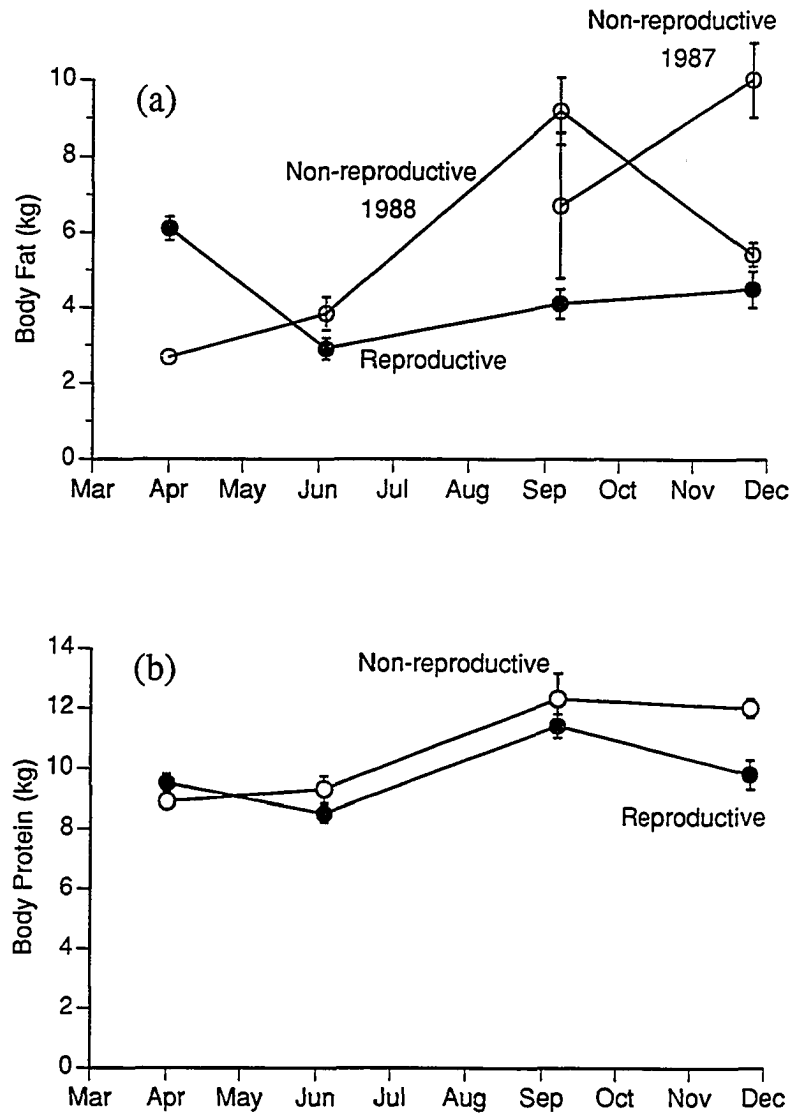 Non-reproductive
1987
(a)
Non-reproductive
1988
Reproductive
Body Fat (kg)
10
8
6
4
2
0
Mar Apr May Jun Jul Aug Sep Oct Nov Dec
(b)
Non-reproductive
Reproductive
Body Protein (kg)
14
12
10
8
6
4
2
0
Mar Apr May Jun Jul Aug Sep Oct Nov Dec